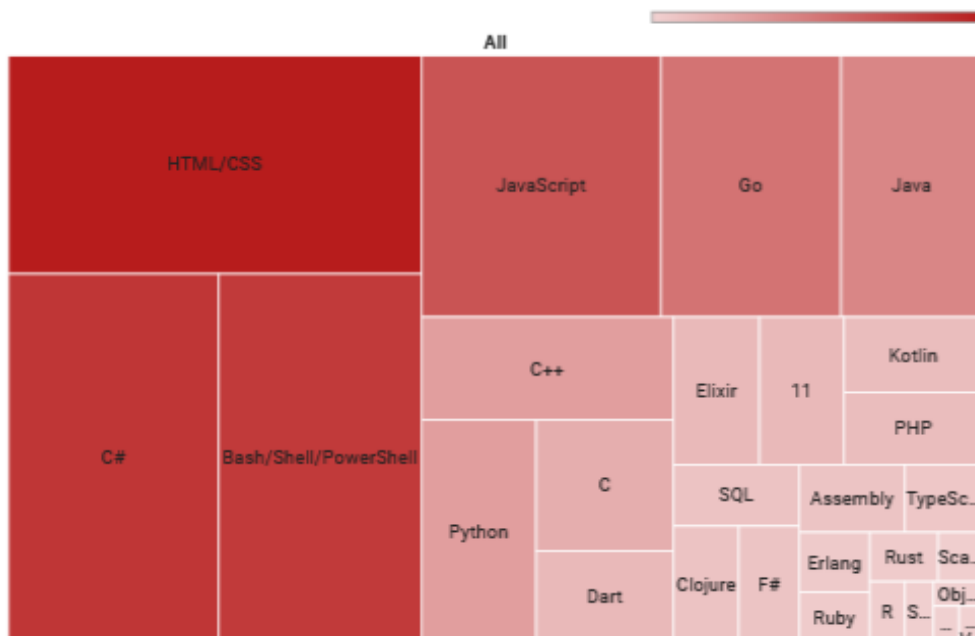 All
HTML/CSS
JavaScript
Go
Java
C++
Elixir
11
Kotlin
PHP
C#
Bash/Shell/PowerShell
Python
C
SQL
Assembly
TypeSc...
Clojure
F#
Erlang
Rust
Sca...
Dart
Ruby
R
S...
Obj...
...
...